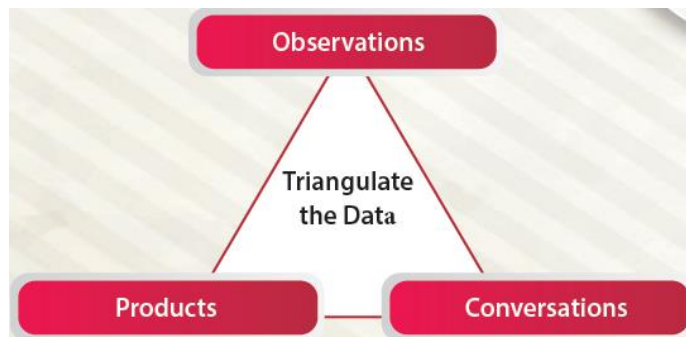 Observations
Triangulate
the Data
Products
Conversations